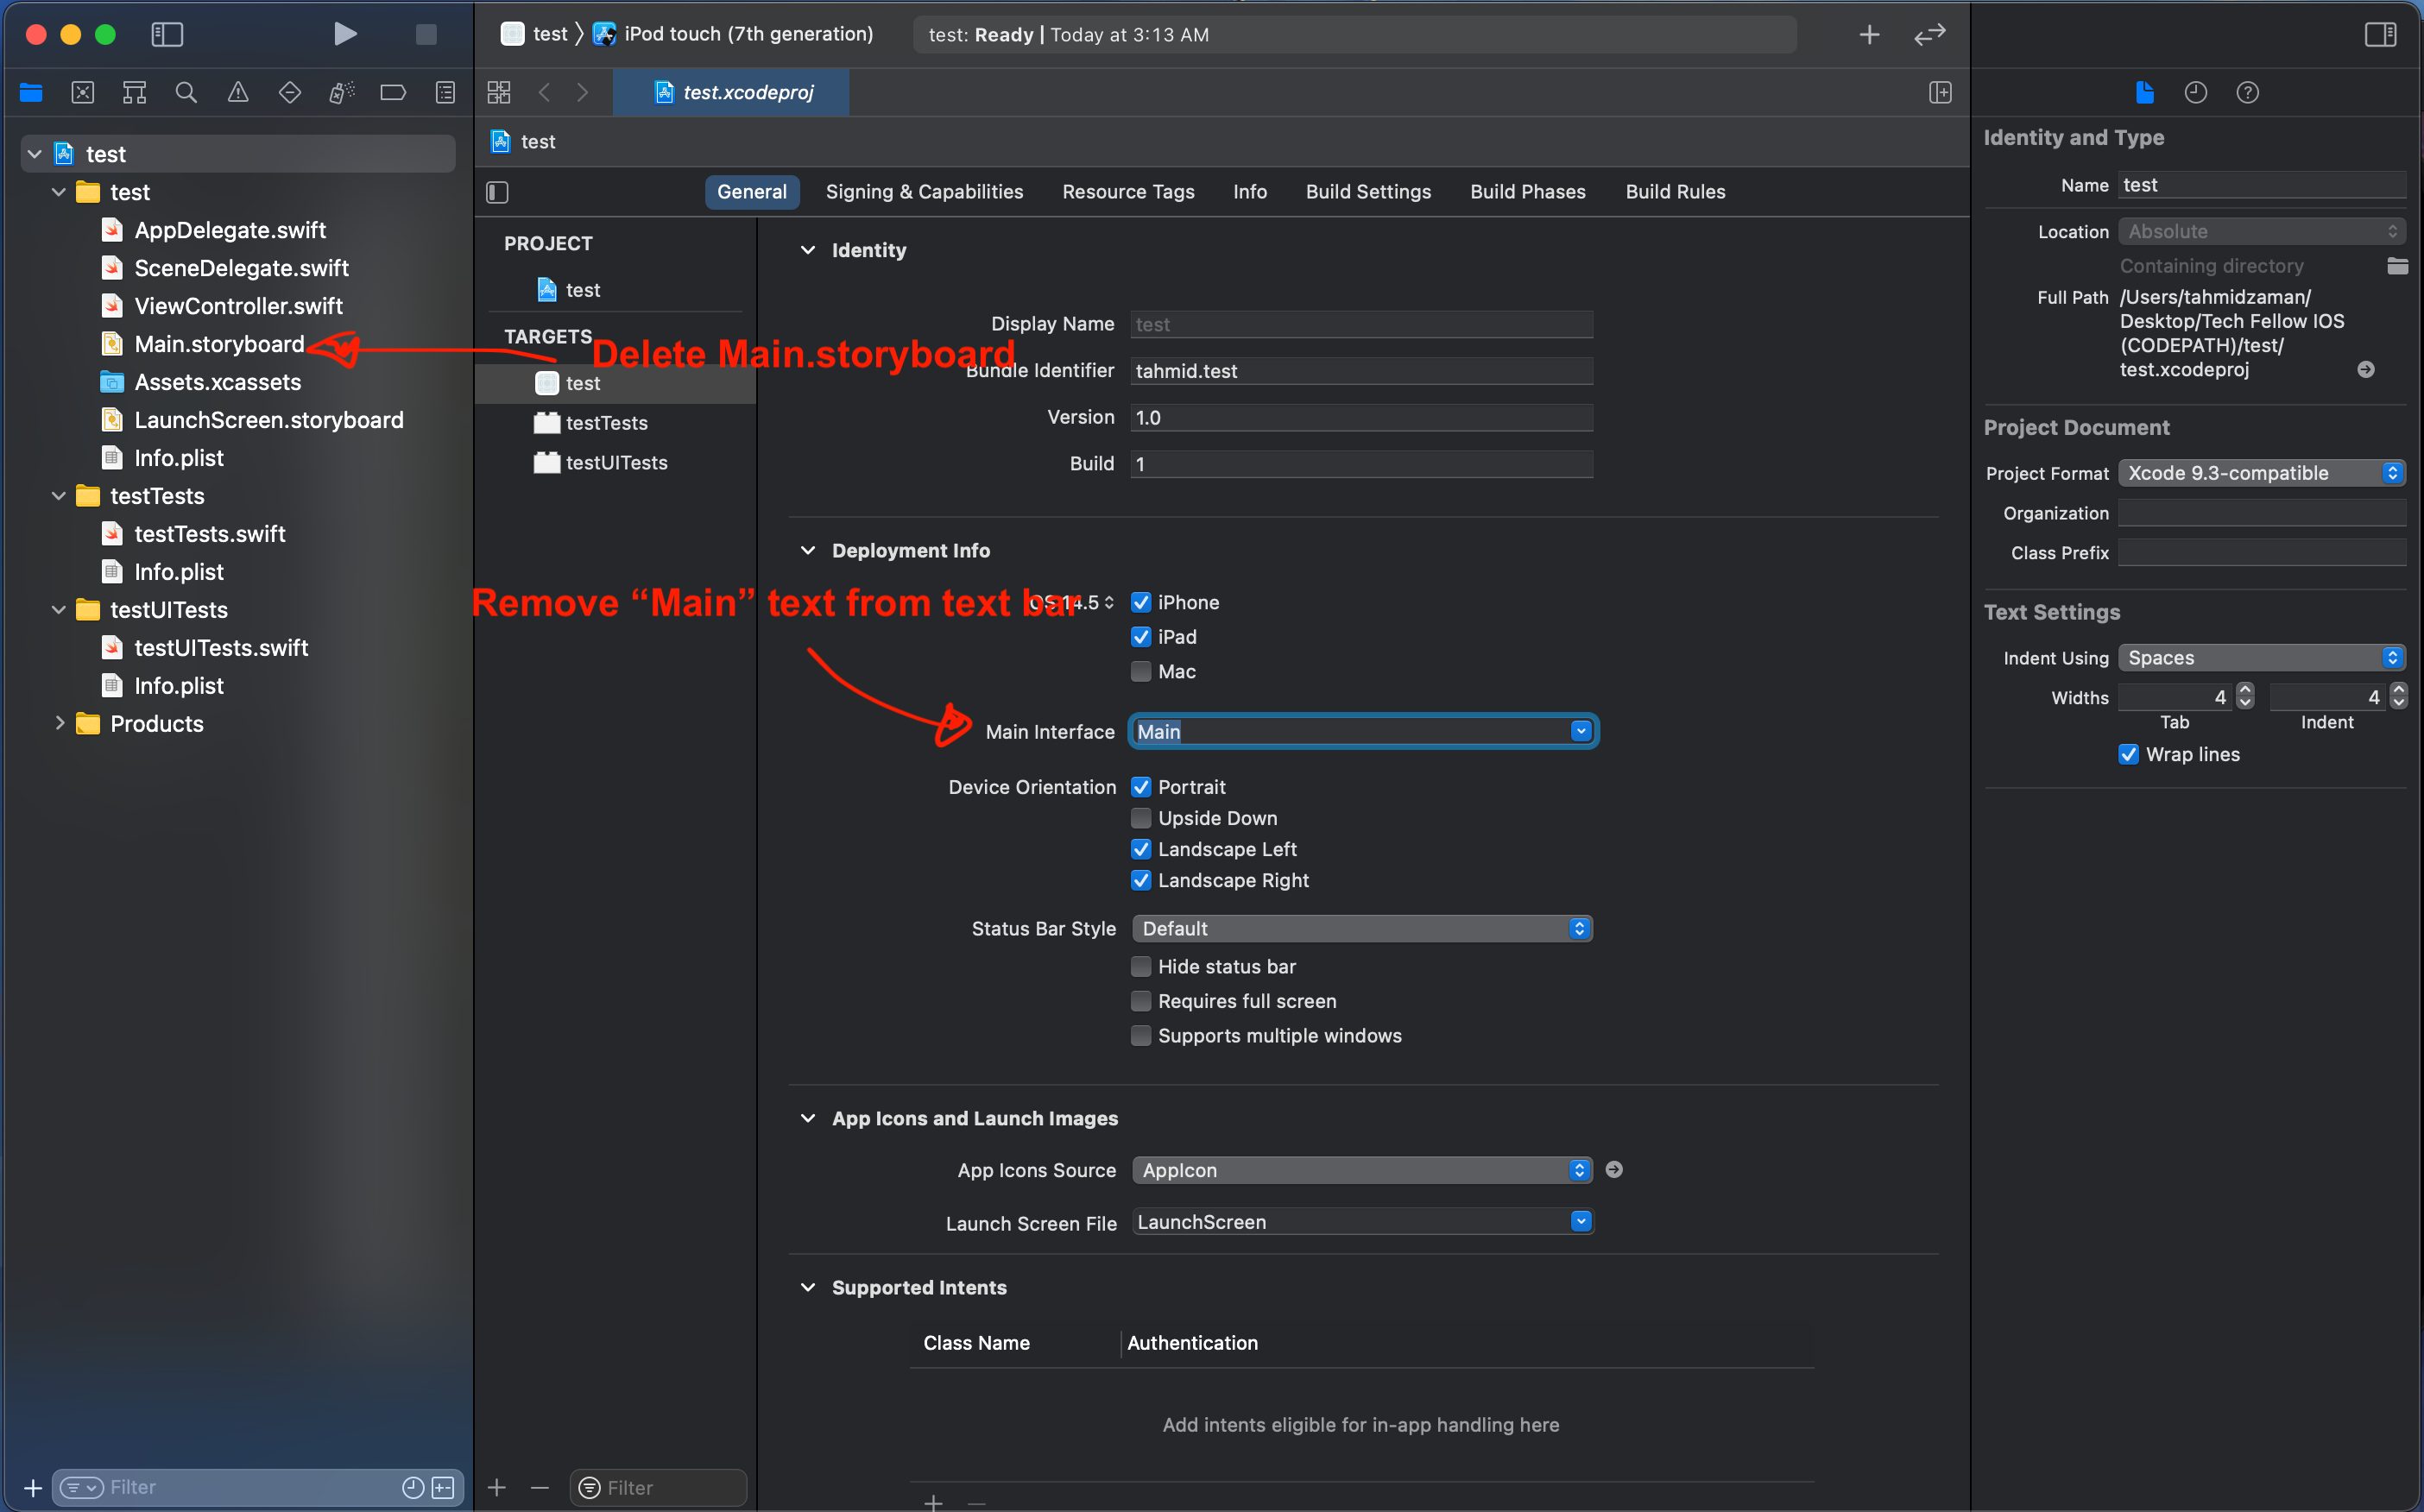 test
iPod touch (7th generation)
test: Ready | Today at 3:13 AM
test.xcodeproj
test
test
test
AppDelegate.swift
SceneDelegate.swift
ViewController.swift
Main.storyboard
Assets.xcassets
LaunchScreen.storyboard
Info.plist
testTests
testTests.swift
Info.plist
testUITests
testUITests.swift
Info.plist
Products
Filter
General
Signing & Capabilities
Resource Tags
Info
Build Settings
Build Phases
Build Rules
PROJECT
test
TARGETS
test
testTests
testUITests
Filter
Delete Main.storyboard
Remove “Main” text from text bar
Identity
Display Name
test
Bundle Identifier
tahmid.test
Version
1.0
Build
1
Deployment Info
14.5
iPhone
iPad
Mac
Main Interface
Main
Device Orientation
Portrait
Upside Down
Landscape Left
Landscape Right
Status Bar Style
Default
Hide status bar
Requires full screen
Supports multiple windows
App Icons and Launch Images
App Icons Source
AppIcon
Launch Screen File
LaunchScreen
Supported Intents
Class Name
Authentication
Add intents eligible for in-app handling here
Identity and Type
Name
test
Location
Absolute
Containing directory
Full Path
/Users/tahmidzaman/
Desktop/Tech Fellow IOS
(CODEPATH)/test/
test.xcodeproj
Project Document
Project Format
Xcode 9.3-compatible
Organization
Class Prefix
Text Settings
Indent Using
Spaces
Widths
4
4
Tab
Indent
Wrap lines